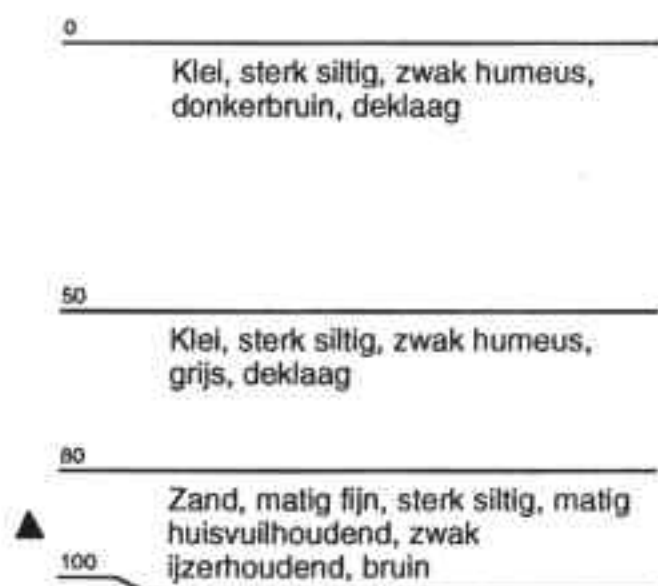 0
Klei, sterk siltig, zwak humeus,
donkerbruin, deklaag
50
Klei, sterk siltig, zwak humeus,
grijs, deklaag
80
Zand, matig fijn, sterk siltig, matig
huisvuilhoudend, zwak
100
ijzerhoudend, bruin